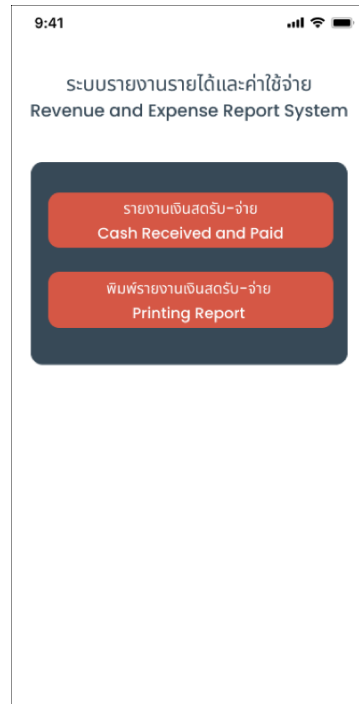 9:41
ระบบรายงานรายได้และค่าใช้จ่าย
Revenue and Expense Report System
รายงานเงินสดรับ-จ่าย
Cash Received and Paid
พิมพ์รายงานเงินสดรับ-จ่าย
Printing Report